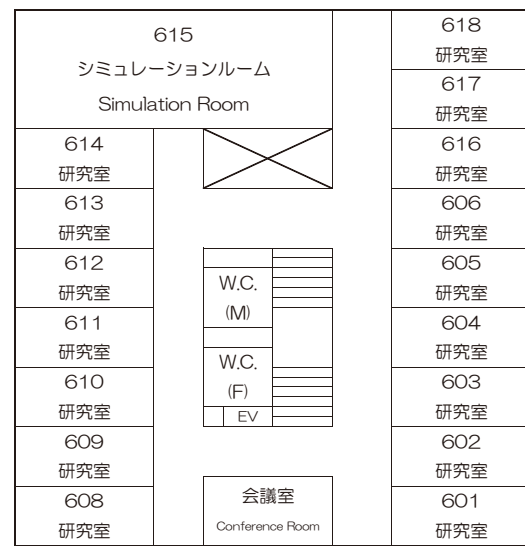 615
シミュレーションルーム
Simulation Room
618
研究室
617
研究室
614
研究室
616
研究室
613
研究室
606
研究室
612
研究室
W.C.
(M)
605
研究室
611
研究室
604
研究室
610
研究室
W.C.
(F)
EV
603
研究室
609
研究室
602
研究室
608
研究室
会議室
Conference Room
601
研究室